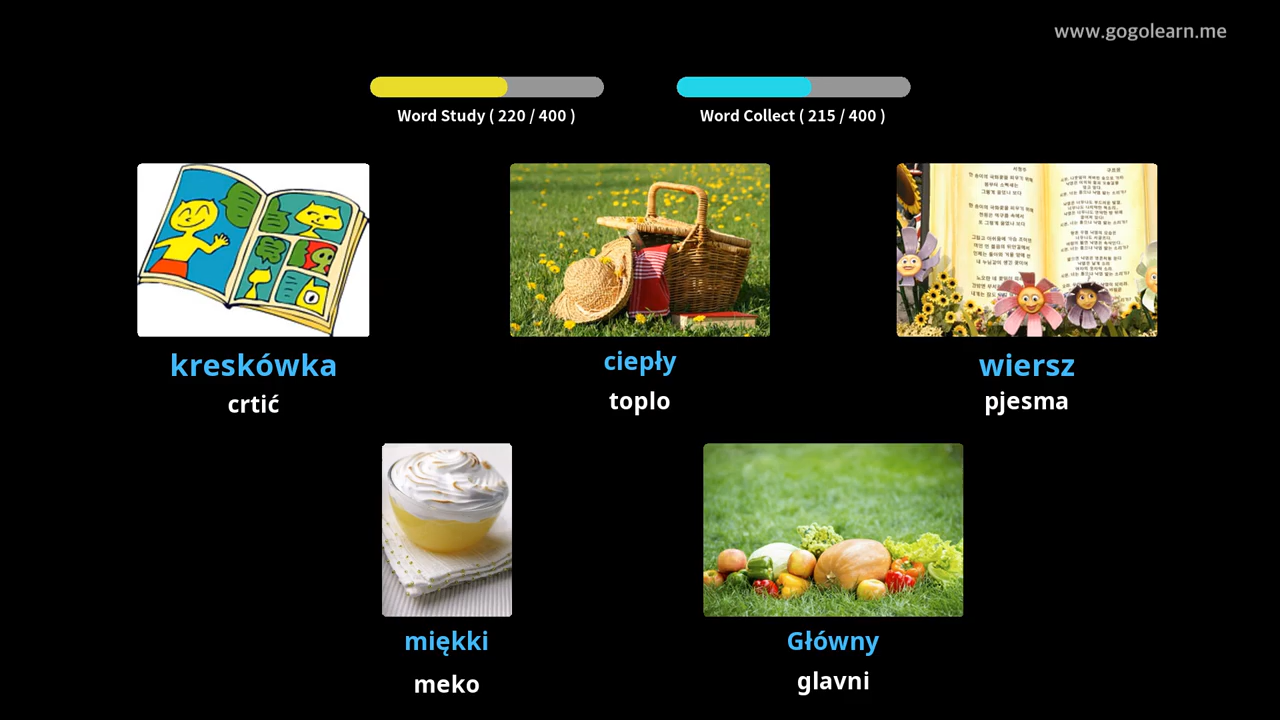 www.gogolearn.me
Word Study ( 220 / 400 )
Word Collect ( 215 / 400 )
kreskówka
crtić
ciepły
toplo
wiersz
pjesma
miękki
meko
Główny
glavni